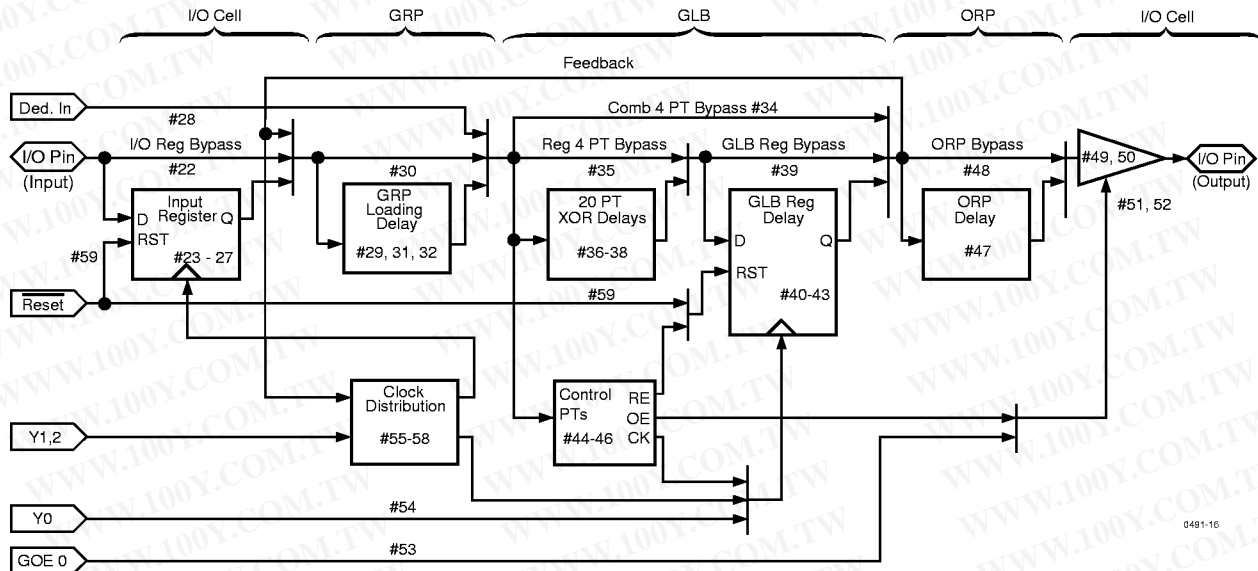 I/O Cell
GRP
GLB
ORP
I/O Cell
Feedback
Ded. In
#28
Comb 4 PT Bypass #34
I/O Pin
(Input)
I/O Reg Bypass
#22
#30
Reg 4 PT Bypass
#35
GLB Reg Bypass
#39
ORP Bypass
#48
#49, 50
I/O Pin
(Output)
#51, 52
Input
Register
D
Q
RST
#23 - 27
#59
GRP
Loading
Delay
#29, 31, 32
20 PT
XOR Delays
#36-38
GLB Reg
Delay
D
Q
RST
#40-43
ORP
Delay
#47
Reset
#59
Clock
Distribution
#55-58
Control
PTs
RE
OE
CK
#44-46
Y1,2
Y0
#54
GOE 0
#53
0491-16
WWW.100Y.COM.TW